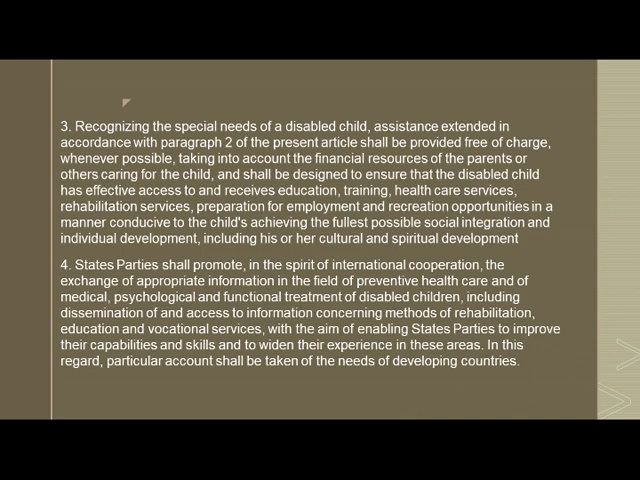 3. Recognizing the special needs of a disabled child, assistance extended in
accordance with paragraph 2 of the present article shall be provided free of charge,
whenever possible, taking into account the financial resources of the parents or
others caring for the child, and shall be designed to ensure that the disabled child
has effective access to and receives education, training, health care services,
rehabilitation services, preparation for employment and recreation opportunities in a
manner conducive to the child's achieving the fullest possible social integration and
individual development, including his or her cultural and spiritual development
4. States Parties shall promote, in the spirit of international cooperation, the
exchange of appropriate information in the field of preventive health care and of
medical, psychological and functional treatment of disabled children, including
dissemination of and access to information concerning methods of rehabilitation,
education and vocational services, with the aim of enabling States Parties to improve
their capabilities and skills and to widen their experience in these areas. In this
regard, particular account shall be taken of the needs of developing countries.